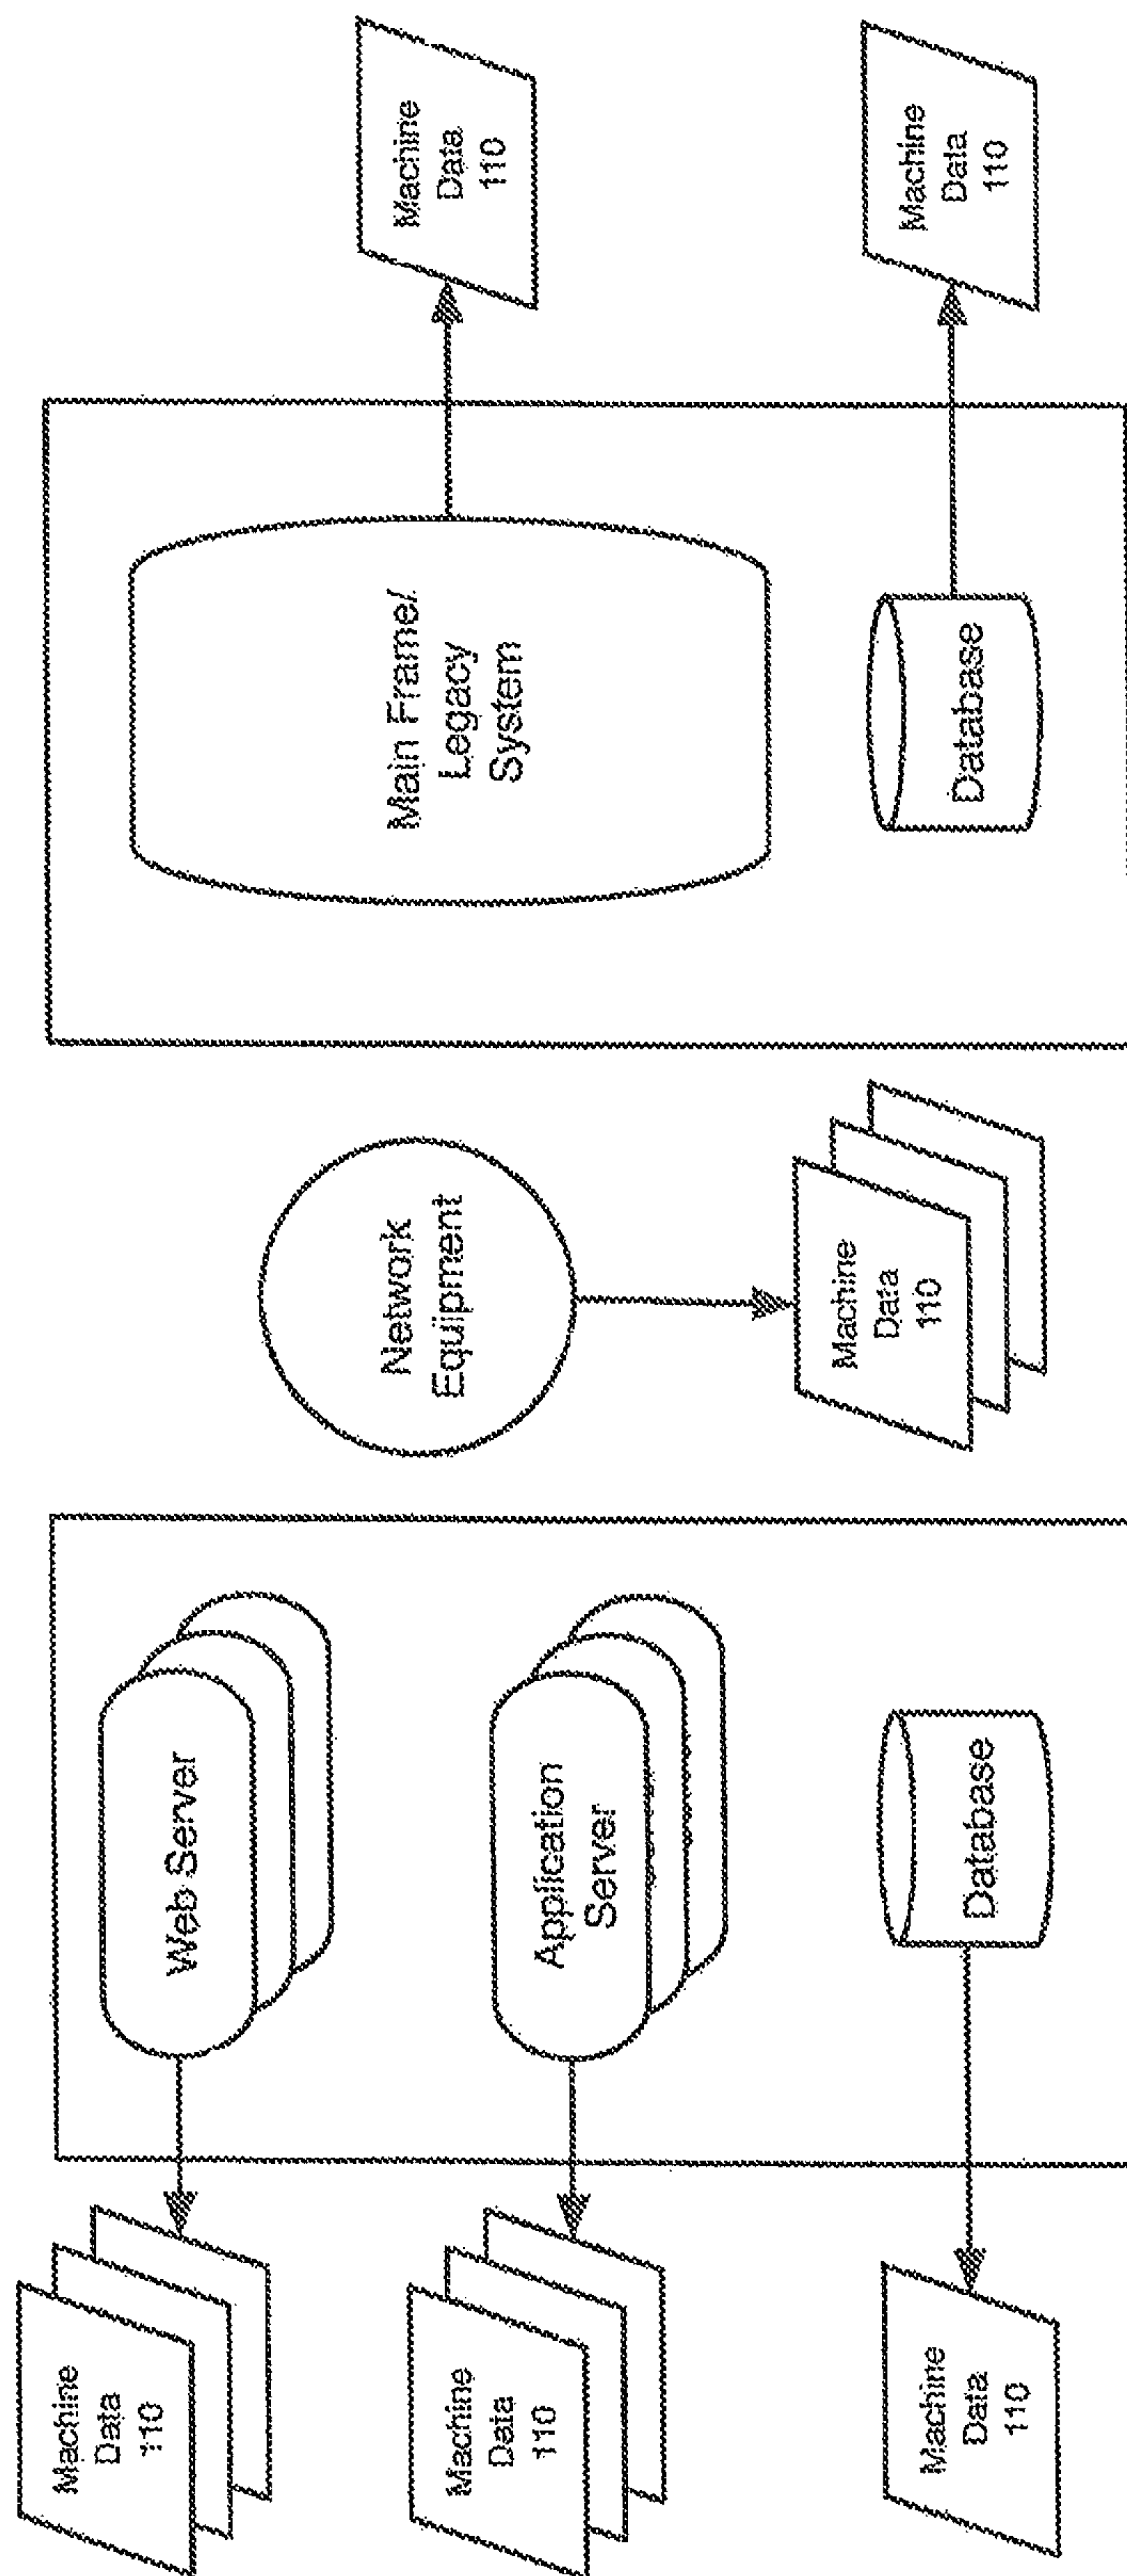 Machine
Data
110
Web Server
Network
Equipment
Main Frame/
Legacy
System
Machine
Data
110
Machine
Data
110
Application
Server
Machine
Data
110
Machine
Data
110
Database
Database
Machine
Data
110